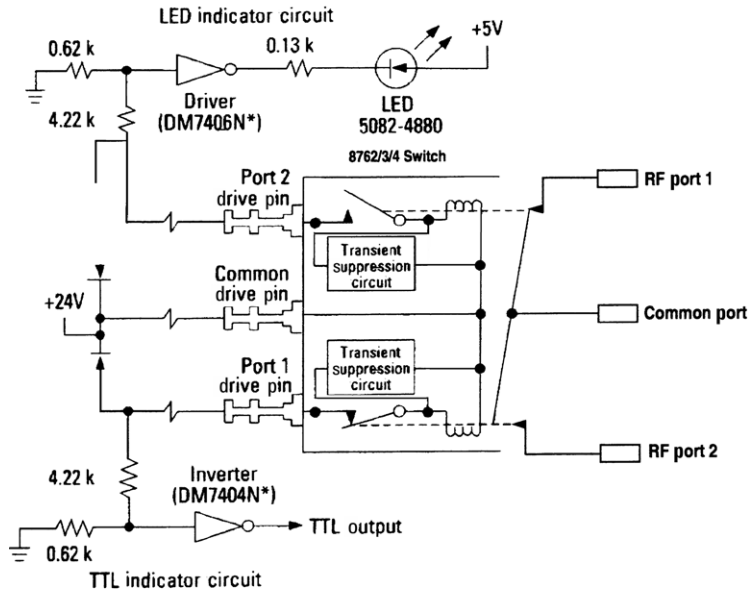 LED indicator circuit
0.62 k
0.13 k
+5V
4.22 k
Driver
(DM7406N*)
LED
5082-4880
8762/3/4 Switch
Port 2
drive pin
RF port 1
Transient
suppression
circuit
Common
drive pin
+24V
Common port
Port 1
drive pin
Transient
suppression
circuit
RF port 2
4.22 k
Inverter
(DM7404N*)
TTL output
0.62 k
TTL indicator circuit